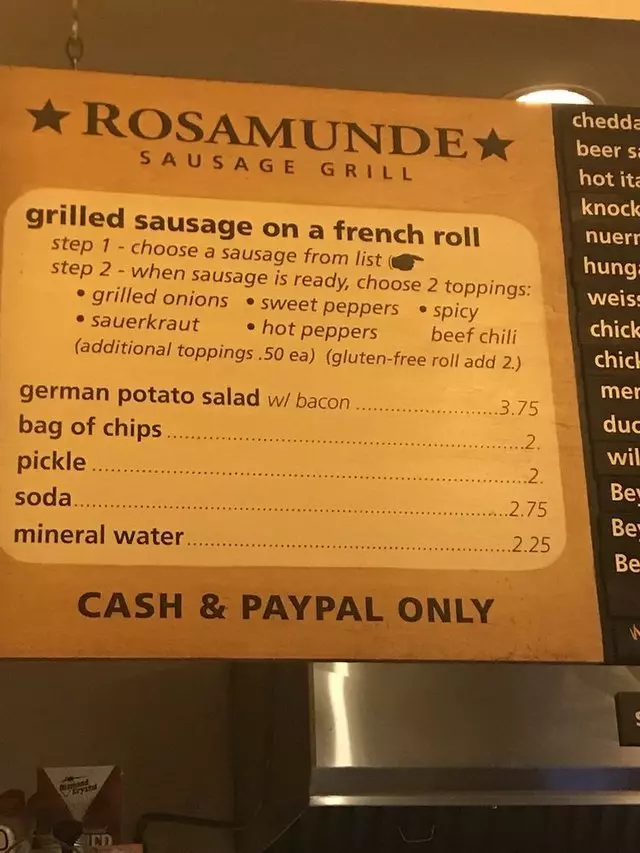 ★ ROSAMUNDE ★
SAUSAGE GRILL
grilled sausage on a french roll
step 1 - choose a sausage from list
step 2 - when sausage is ready, choose 2 toppings:
• grilled onions • sweet peppers • spicy
• sauerkraut • hot peppers beef chili
(additional toppings .50 ea) (gluten-free roll add 2.)
german potato salad w/ bacon ....................3.75
bag of chips....................2.
pickle....................2.
soda....................2.75
mineral water....................2.25
CASH & PAYPAL ONLY
chedda
beer sa
hot ita
knock
nuern
hunga
weiss
chick
chick
mer
duc
wil
Bey
Bey
Be
Diamond
Crystal